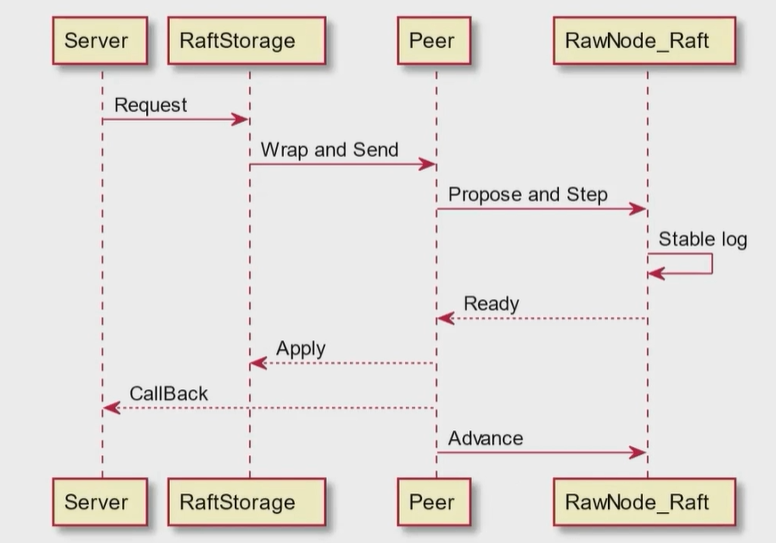 Server RaftStorage Peer RawNode_Raft
Request
Wrap and Send
Propose and Step
Stable log
Ready
Apply
CallBack
Advance
Server RaftStorage Peer RawNode_Raft